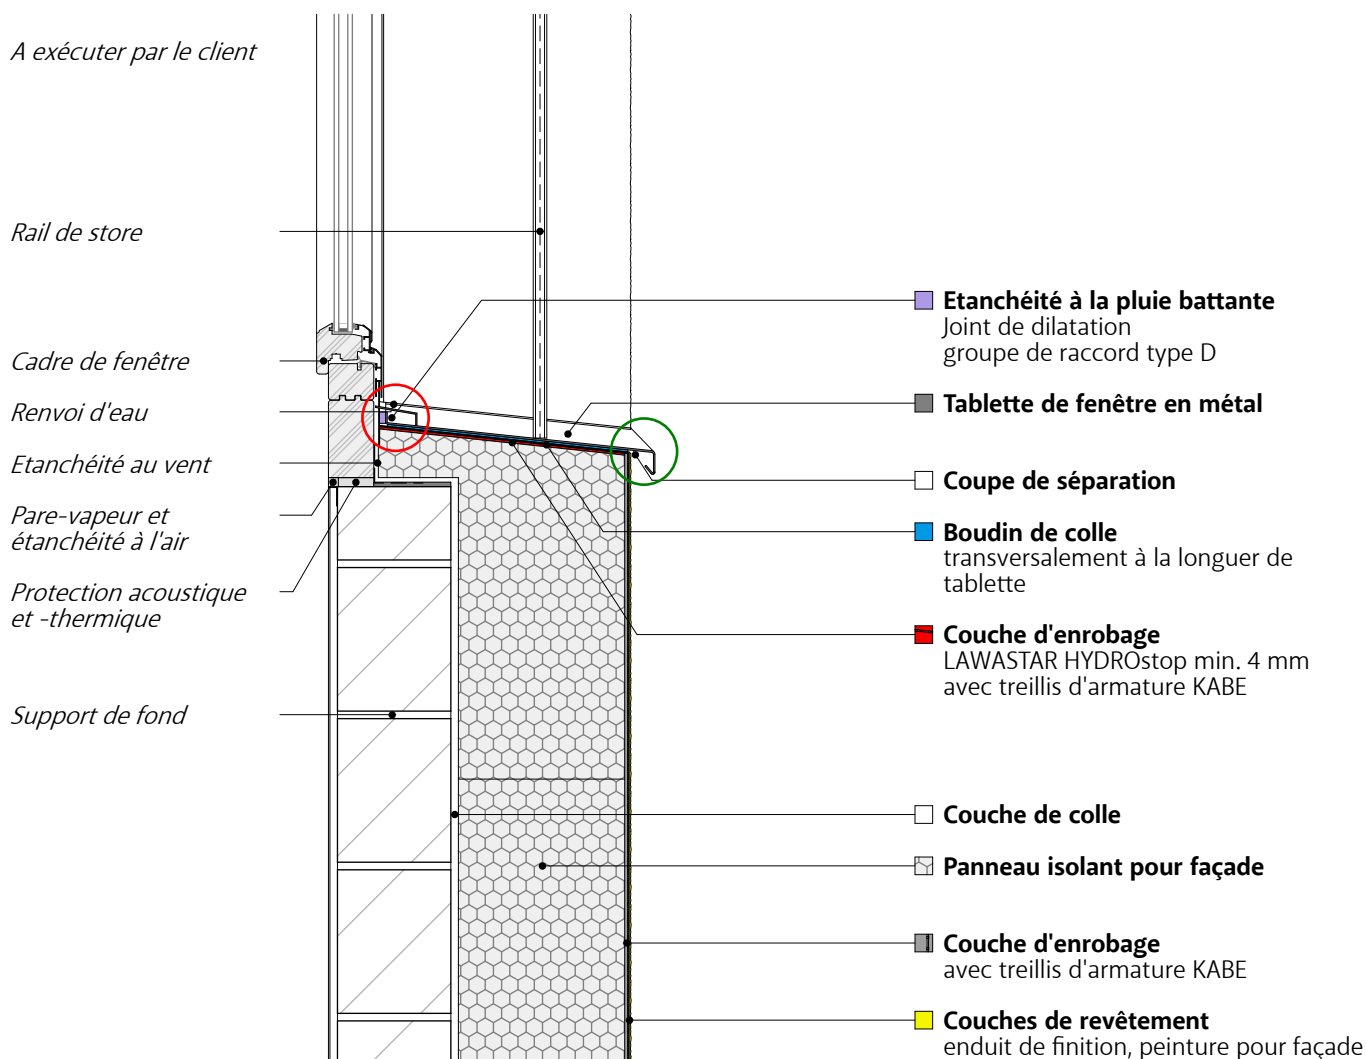 A exécuter par le client
Rail de store
Cadre de fenêtre
Renvoi d'eau
Etanchéité au vent
Pare-vapeur et
étanchéité à l'air
Protection acoustique
et -thermique
Support de fond
Etanchéité à la pluie battante
Joint de dilatation
groupe de raccord type D
Tablette de fenêtre en métal
Coupe de séparation
Boudin de colle
transversalement à la longuer de
tablette
Couche d'enrobage
LAWASTAR HYDROstop min. 4 mm
avec treillis d'armature KABE
Couche de colle
Panneau isolant pour façade
Couche d'enrobage
avec treillis d'armature KABE
Couches de revêtement
enduit de finition, peinture pour façade